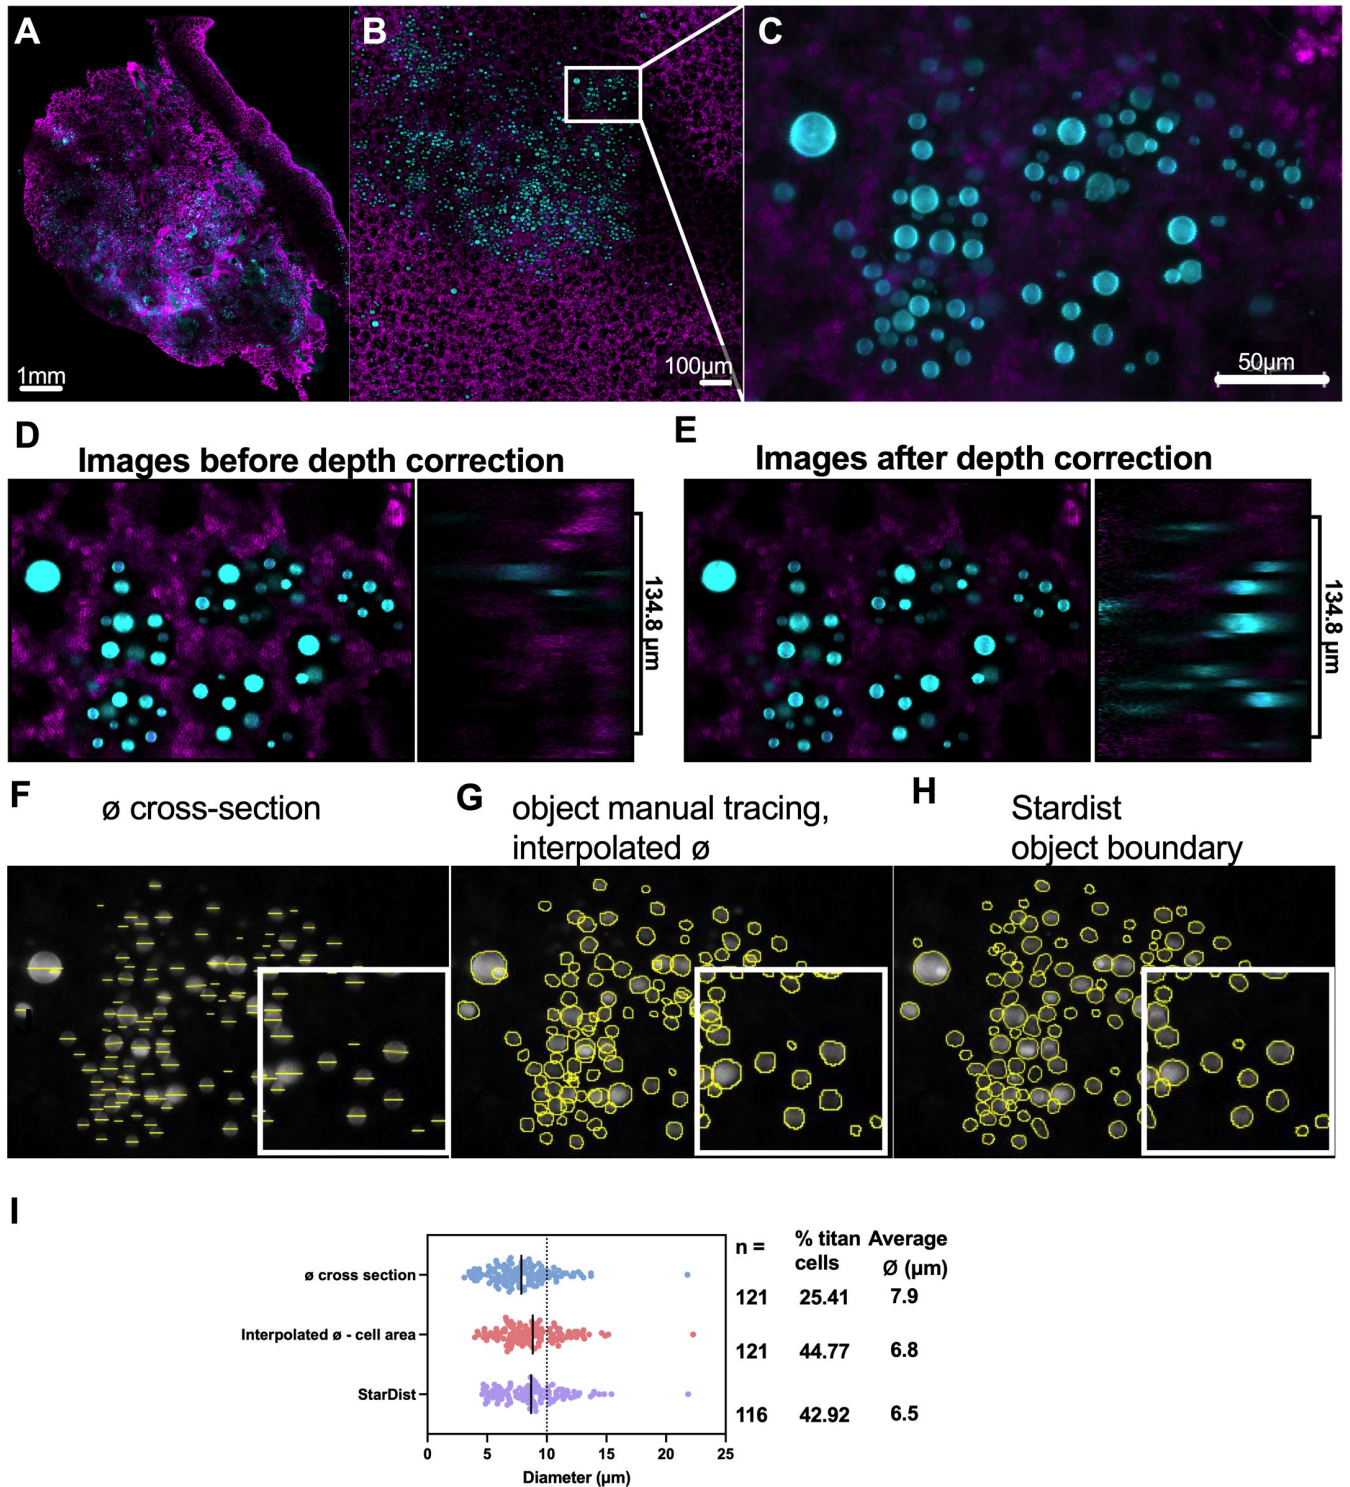 A
B
C
1mm
100µm
50µm
D
Images before depth correction
134.8 µm
E
Images after depth correction
134.8 µm
F
ø cross-section
G
object manual tracing,
interpolated ø
H
Stardist
object boundary
I
n =
% titan
cells
Average
Ø (µm)
ø cross section
121
25.41
7.9
Interpolated ø - cell area
121
44.77
6.8
StarDist
116
42.92
6.5
0
5
10
15
20
25
Diameter (µm)